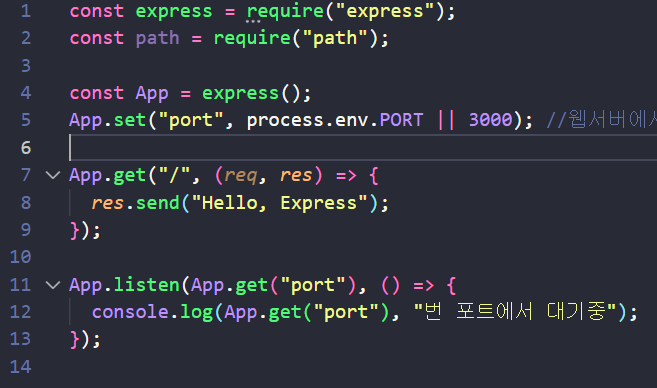 1 const express = require("express");
2 const path = require("path");
3
4 const App = express();
5 App.set("port", process.env.PORT || 3000); //웹서버에서
6
7 App.get("/", (req, res) => {
8 res.send("Hello, Express");
9 });
10
11 App.listen(App.get("port"), () => {
12 console.log(App.get("port"), "번 포트에서 대기중");
13 });
14